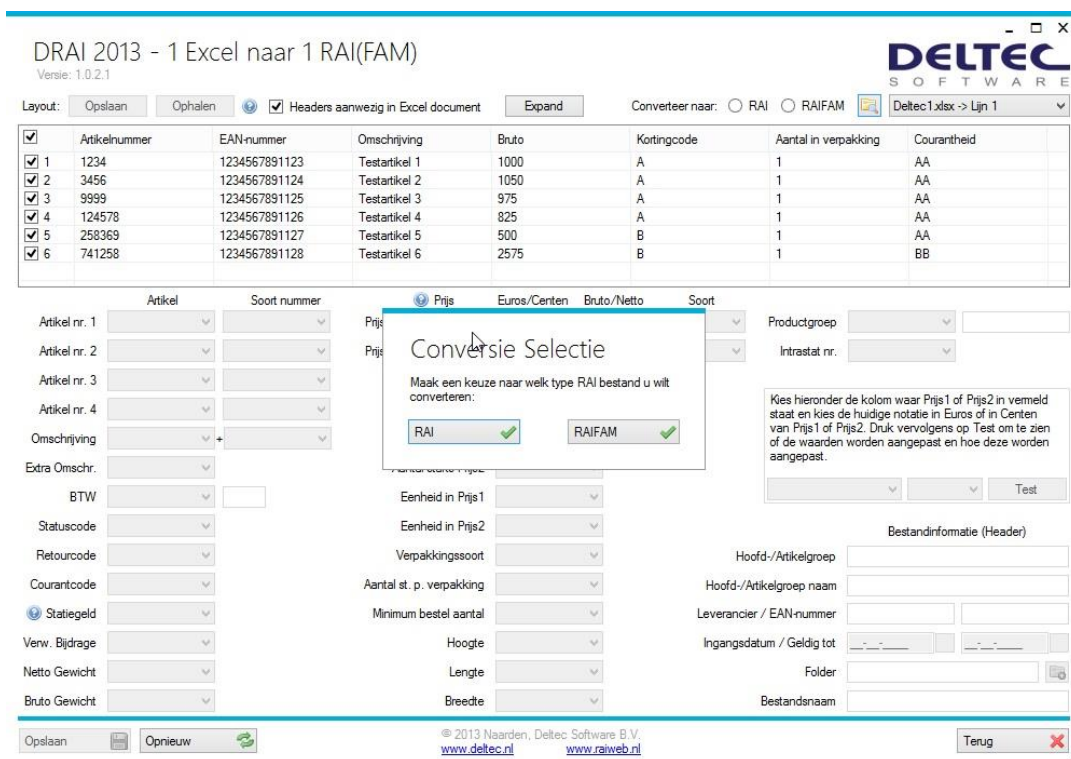 DRAI 2013 - 1 Excel naar 1 RAI(FAM)
Versie: 1.0.2.1
DELTEC
SOFTWARE
Layout: Opslaan Ophalen Headers aanwezig in Excel document Expand Converteer naar: RAI RAIFAM Deltec1.xlsx -> Lijn 1
Artikelnummer EAN-nummer Omschrijving Bruto Kortingcode Aantal in verpakking Courantheid
1 1234 1234567891123 Testartikel 1 1000 A 1 AA
2 3456 1234567891124 Testartikel 2 1050 A 1 AA
3 9999 1234567891125 Testartikel 3 975 A 1 AA
4 124578 1234567891126 Testartikel 4 825 A 1 AA
5 258369 1234567891127 Testartikel 5 500 B 1 AA
6 741258 1234567891128 Testartikel 6 2575 B 1 BB
Artikel Soort nummer Prijs Euros/Centen Bruto/Netto Soort
Artikel nr. 1
Artikel nr. 2
Artikel nr. 3
Artikel nr. 4
Omschrijving +
Extra Omschr.
BTW
Statuscode
Retourcode
Courantcode
Statiegeld
Verw. Bijdrage
Netto Gewicht
Bruto Gewicht
Conversie Selectie
Maak een keuze naar welk type RAI bestand u wilt
converteren:
RAI RAIFAM
Eenheid in Prijs1
Eenheid in Prijs2
Verpakkingssoort
Aantal st. p. verpakking
Minimum bestel aantal
Hoogte
Lengte
Breedte
Productgroep
Intrastat nr.
Kies hieronder de kolom waar Prijs1 of Prijs2 in vermeld
staat en kies de huidige notatie in Euros of in Centen
van Prijs1 of Prijs2. Druk vervolgens op Test om te zien
of de waarden worden aangepast en hoe deze worden
aangepast.
Test
Bestandinformatie (Header)
Hoofd-/Artikelgroep
Hoofd-/Artikelgroep naam
Leverancier / EAN-nummer
Ingangsdatum / Geldig tot __-__-____ __-__-____
Folder
Bestandsnaam
Opslaan Opnieuw
© 2013 Naarden, Deltec Software B.V.
www.deltec.nl www.raiweb.nl
Terug